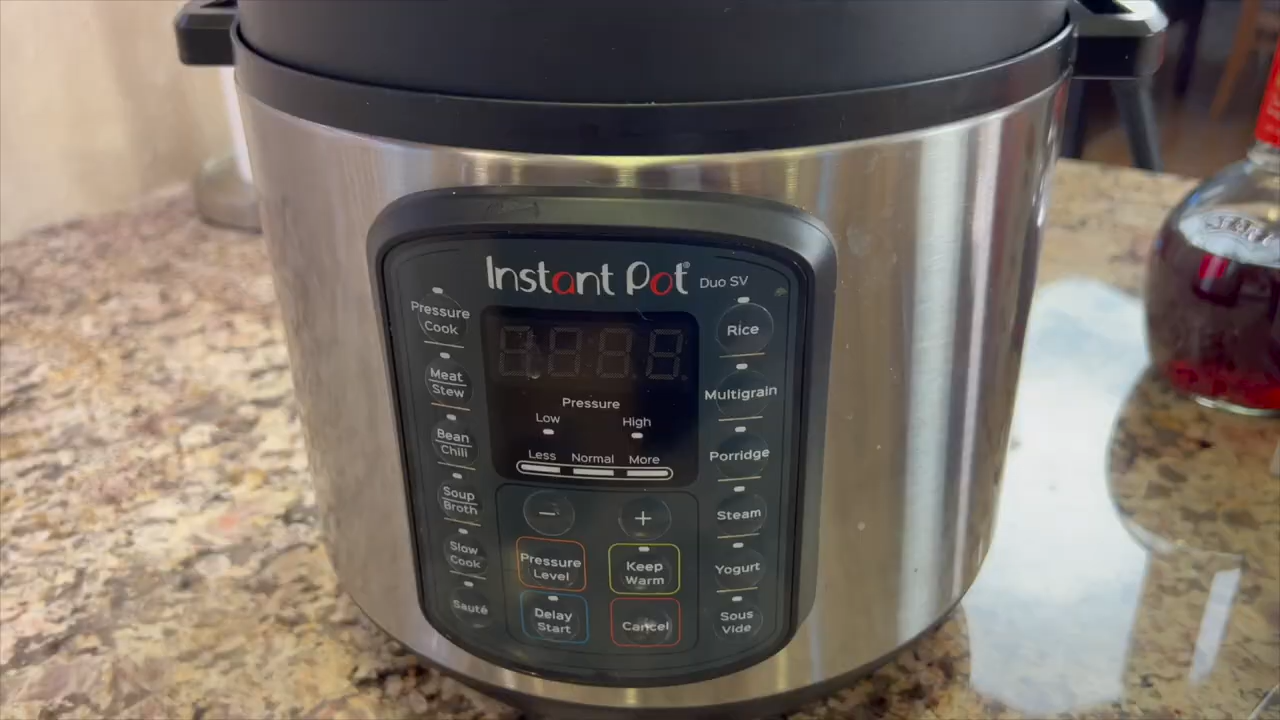 Instant Pot® Duo SV
Pressure
Cook
Meat
Stew
Bean
Chili
Soup
Broth
Slow
Cook
Sauté
Pressure
Low High
Less Normal More
− +
Pressure
Level
Keep
Warm
Delay
Start
Cancel
Rice
Multigrain
Porridge
Steam
Yogurt
Sous
Vide